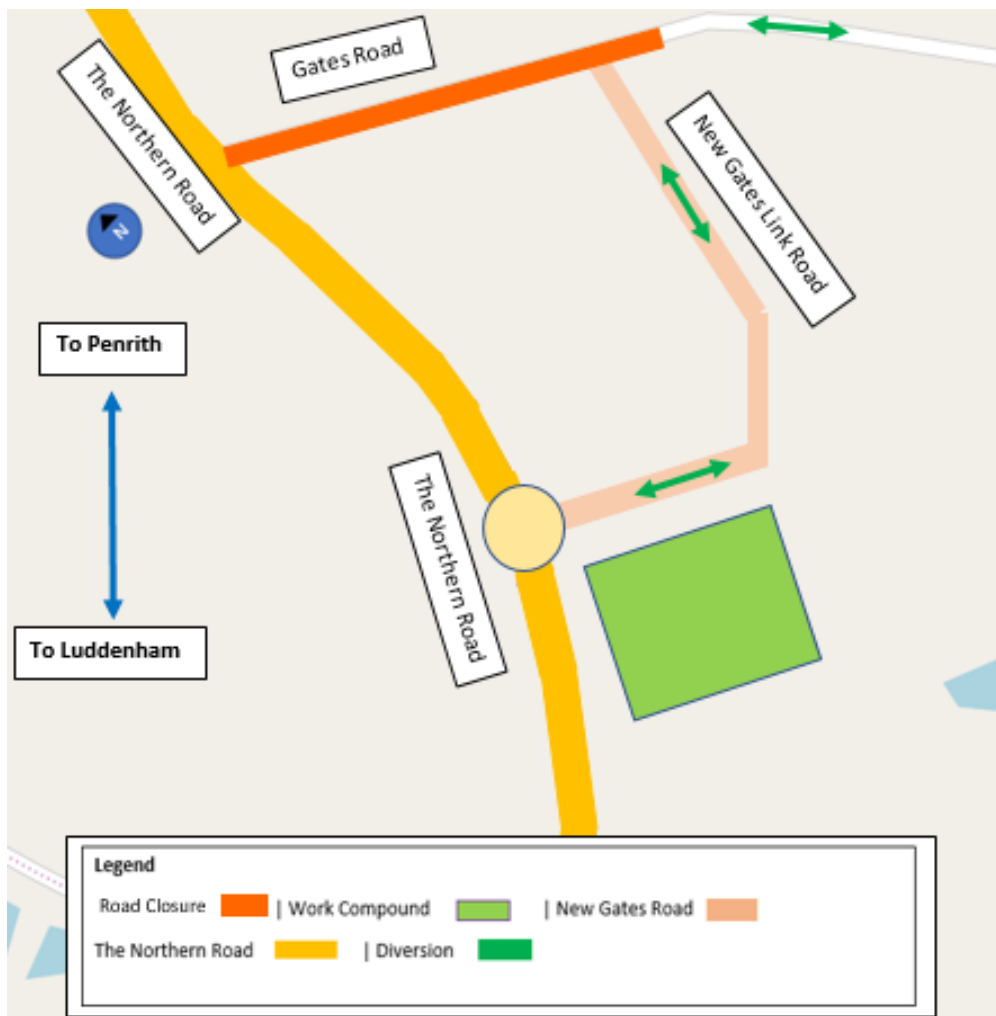 Gates Road
The Northern Road
New Gates Link Road
N
To Penrith
The Northern Road
To Luddenham
Legend
Road Closure | Work Compound | New Gates Road
The Northern Road | Diversion